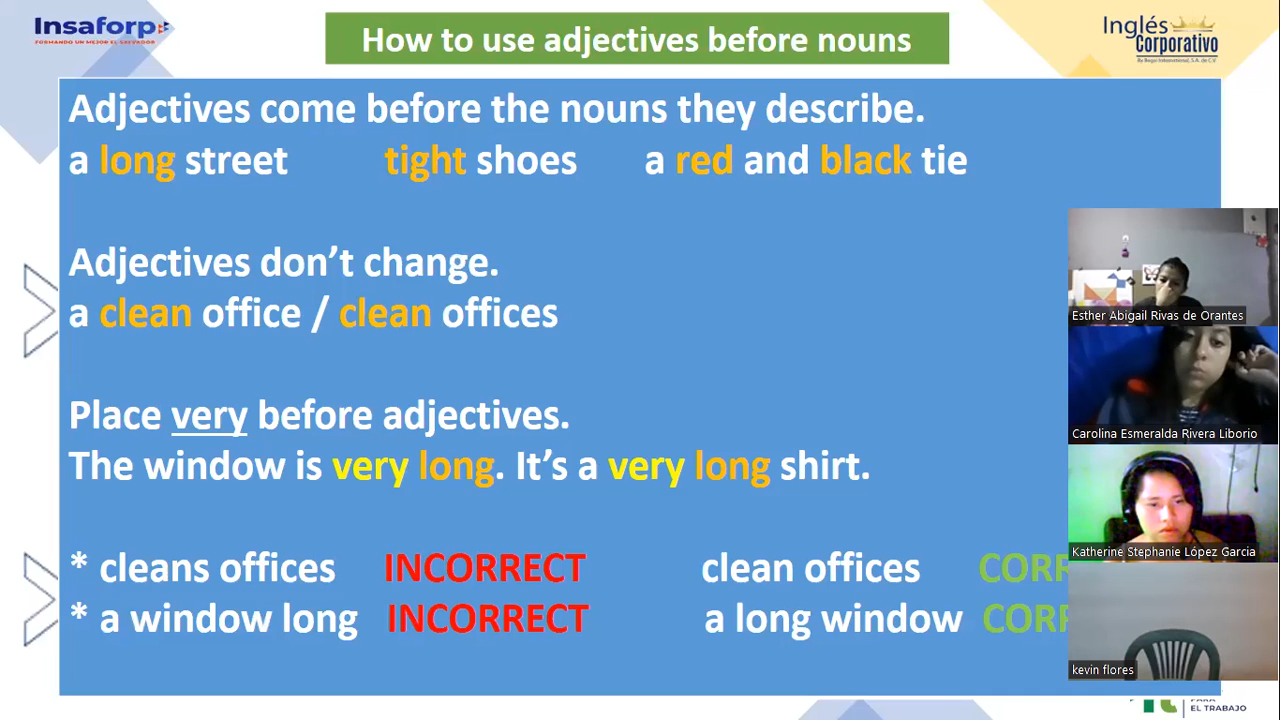 Insaforp
FORMANDO UN MEJOR EL SALVADOR
How to use adjectives before nouns
Inglés
Corporativo
Adjectives come before the nouns they describe.
a long street tight shoes a red and black tie
Adjectives don’t change.
a clean office / clean offices
Place very before adjectives.
The window is very long. It’s a very long shirt.
* cleans offices INCORRECT clean offices CORR
* a window long INCORRECT a long window CORR
Esther Abigail Rivas de Orantes
Carolina Esmeralda Rivera Liborio
Katherine Stephanie López Garcia
kevin flores
EL TRABAJO